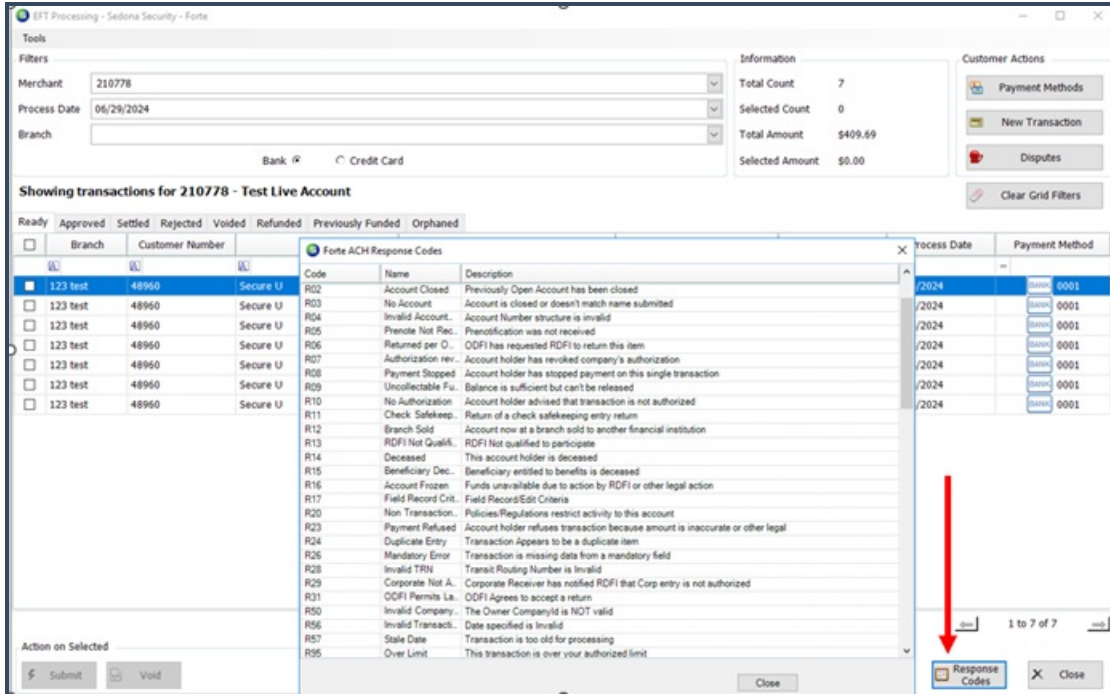 EFT Processing - Sedona Security - Forte
Tools
Filters
Merchant 210778
Process Date 06/29/2024
Branch
Bank Credit Card
Information
Total Count 7
Selected Count 0
Total Amount $409.69
Selected Amount $0.00
Customer Actions
Payment Methods
New Transaction
Disputes
Clear Grid Filters
Showing transactions for 210778 - Test Live Account
Ready Approved Settled Rejected Voided Refunded Previously Funded Orphaned
Branch Customer Number Process Date Payment Method
123 test 48960 Secure U /2024 BANK 0001
123 test 48960 Secure U /2024 BANK 0001
123 test 48960 Secure U /2024 BANK 0001
123 test 48960 Secure U /2024 BANK 0001
123 test 48960 Secure U /2024 BANK 0001
123 test 48960 Secure U /2024 BANK 0001
123 test 48960 Secure U /2024 BANK 0001
Forte ACH Response Codes
Code Name Description
R02 Account Closed Previously Open Account has been closed
R03 No Account Account is closed or doesn't match name submitted
R04 Invalid Account.. Account Number structure is invalid
R05 Prenote Not Rec.. Prenotification was not received
R06 Returned per O.. ODFI has requested RDFI to return this item
R07 Authorization rev.. Account holder has revoked company's authorization
R08 Payment Stopped Account holder has stopped payment on this single transaction
R09 Uncollectable Fu.. Balance is sufficient but can't be released
R10 No Authorization Account holder advised that transaction is not authorized
R11 Check Safekeep.. Return of a check safekeeping entry return
R12 Branch Sold Account now at a branch sold to another financial institution
R13 RDFI Not Qualifi.. RDFI Not qualified to participate
R14 Deceased This account holder is deceased
R15 Beneficiary Dec.. Beneficiary entitled to benefits is deceased
R16 Account Frozen Funds unavailable due to action by RDFI or other legal action
R17 Field Record Crit.. Field Record/Edit Criteria
R20 Non Transaction.. Policies/Regulations restrict activity to this account
R23 Payment Refused Account holder refuses transaction because amount is inaccurate or other legal
R24 Duplicate Entry Transaction Appears to be a duplicate item
R26 Mandatory Error Transaction is missing data from a mandatory field
R28 Invalid TRN Transit Routing Number is Invalid
R29 Corporate Not A.. Corporate Receiver has notified RDFI that Corp entry is not authorized
R31 ODFI Permits La.. ODFI Agrees to accept a return
R50 Invalid Company.. The Owner CompanyId is NOT valid
R56 Invalid Transacti.. Date specified is Invalid
R57 Stale Date Transaction is too old for processing
R95 Over Limit This transaction is over your authorized limit
Close
1 to 7 of 7
Action on Selected
Submit Void
Response Codes
Close